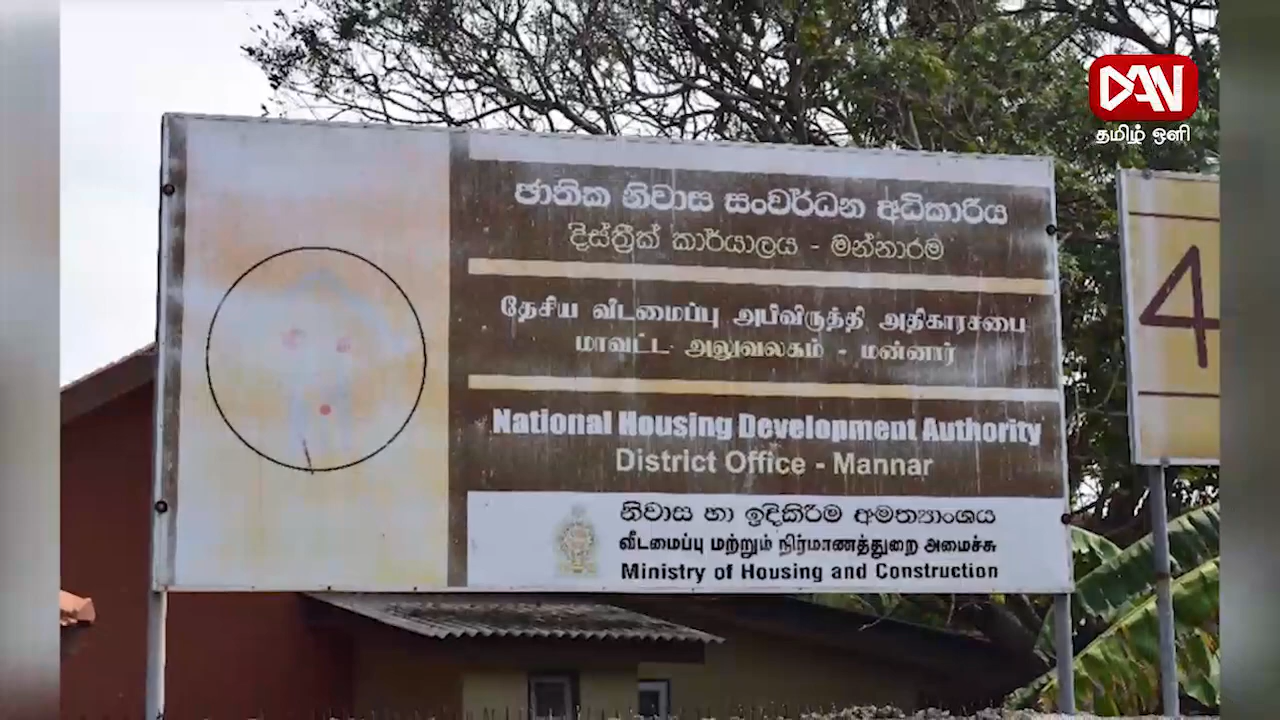 ජාතික නිවාස සංවර්ධන අධිකාරිය
දිස්ත්‍රික් කාර්යාලය - මන්නාරම
தேசிய வீடமைப்பு அபிவிருத்தி அதிகாரசபை
மாவட்ட அலுவலகம் - மன்னார்
National Housing Development Authority
District Office - Mannar
නිවාස හා ඉදිකිරීම් අමාත්‍යාංශය
வீடமைப்பு மற்றும் நிர்மாணத்துறை அமைச்சு
Ministry of Housing and Construction
DAN
தமிழ் ஒளி
4